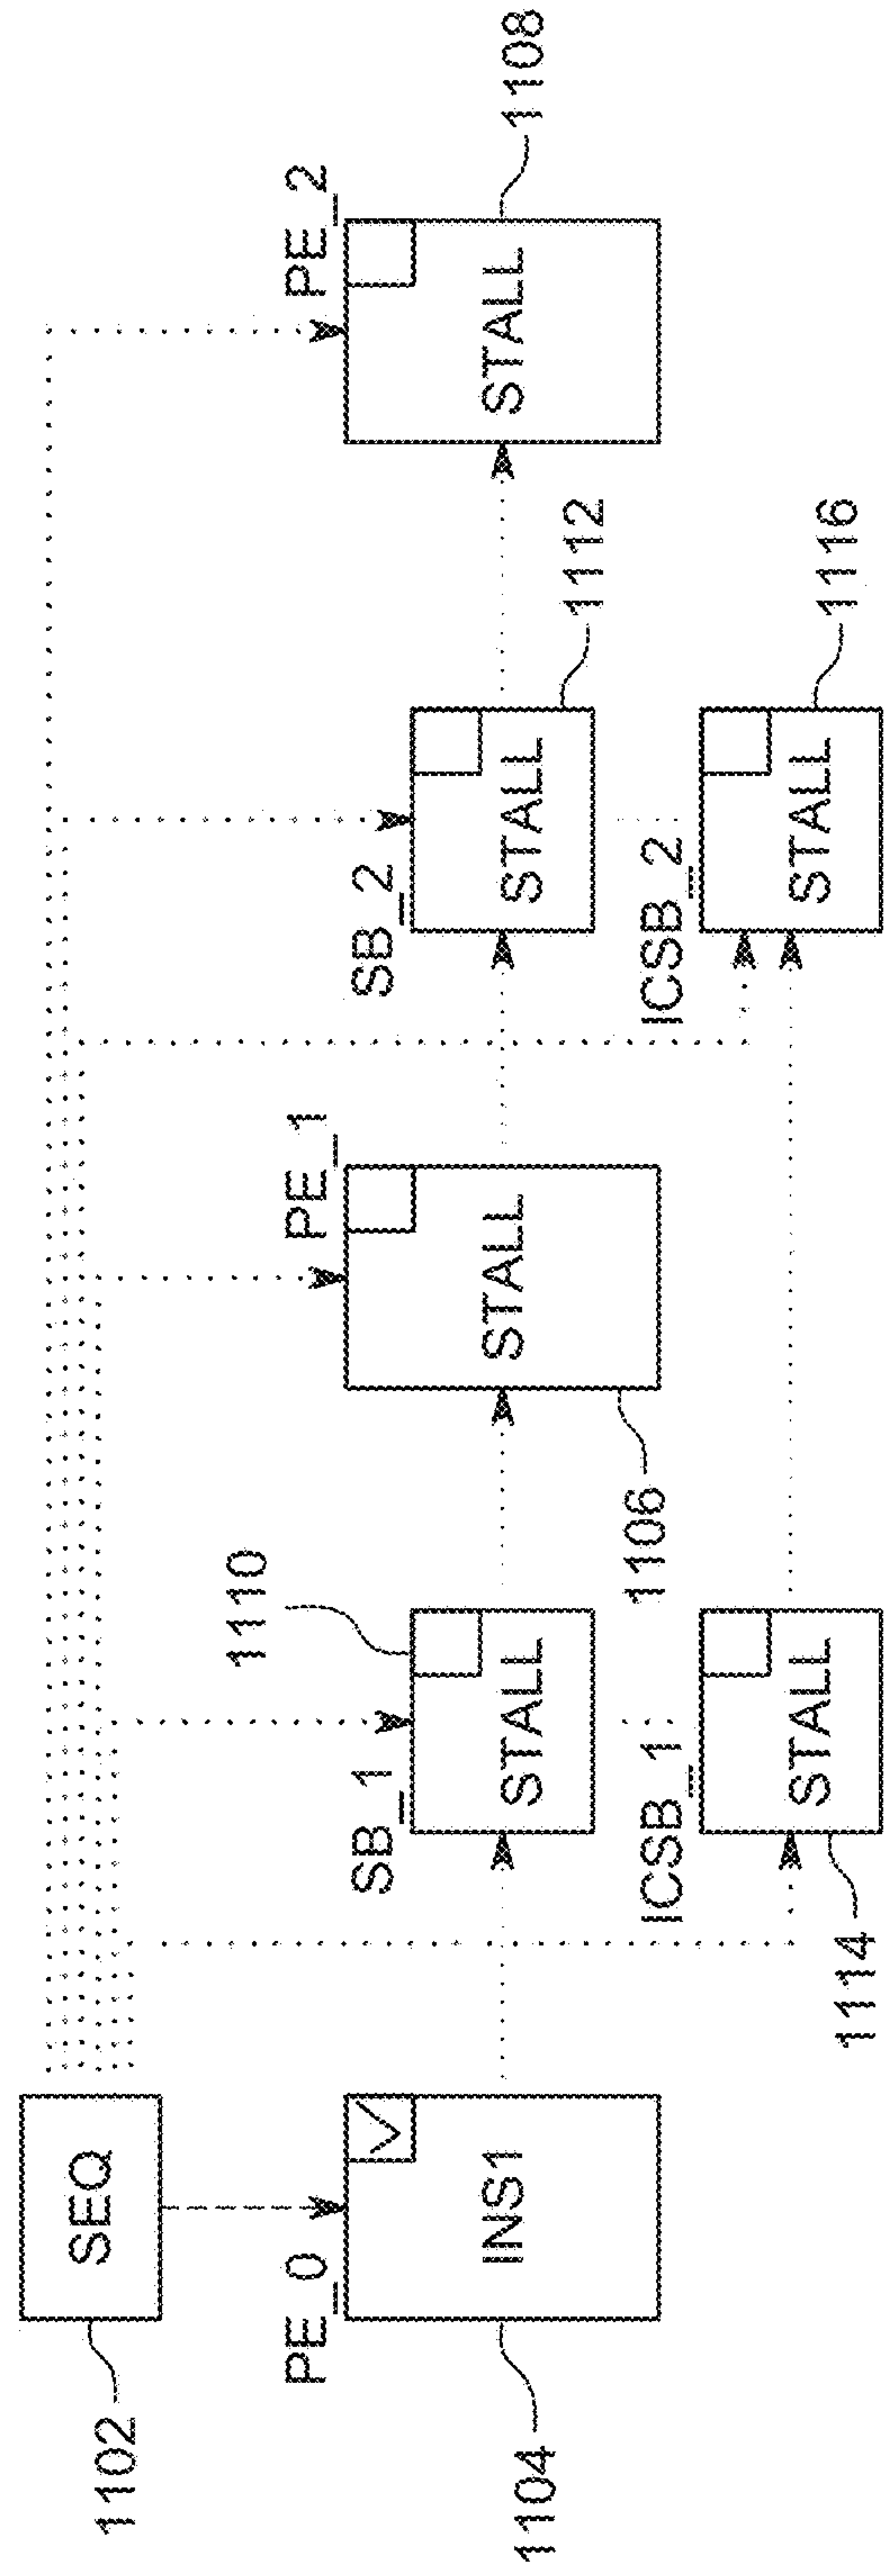 1102
SEQ
PE_0
INS1
V
1104
SB_1
STALL
1110
ICSB_1
STALL
1114
PE_1
STALL
1106
SB_2
STALL
1112
ICSB_2
STALL
1116
PE_2
STALL
1108